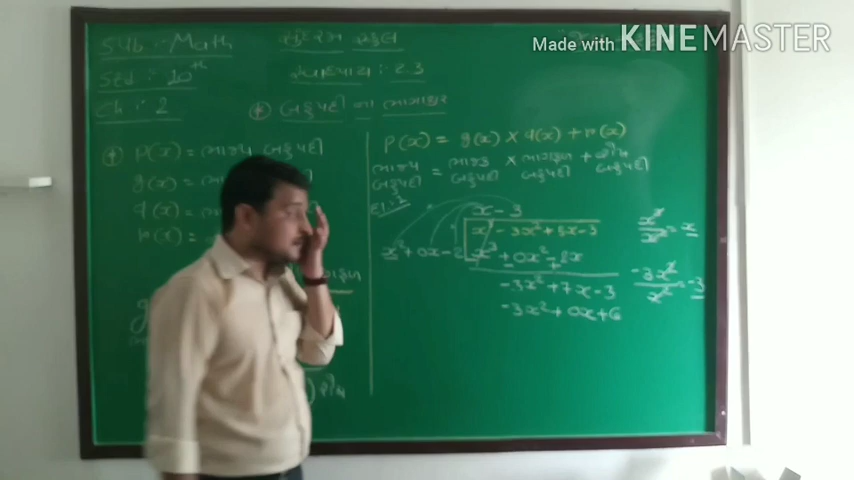 Made with KINEMASTER
Sub :- Math
સુંદરમ સ્કુલ
Std :- 10th
સ્વાધ્યાય :- 2.3
Ch :- 2
* બહુપદી ના ભાગાકાર
p(x) = ભાજ્ય બહુપદી
g(x) =
q(x) =
r(x) =
p(x) = g(x) × q(x) + r(x)
ભાજ્ય = ભાજક × ભાગફળ + શેષ
બહુપદી બહુપદી બહુપદી બહુપદી
x - 3
x² + 0x - 2
x³ - 3x² + 5x - 3
x³ + 0x² - 2x
-3x² + 7x - 3
-3x² + 0x + 6
x³/x² = x
-3x²/x² = -3
શેષ